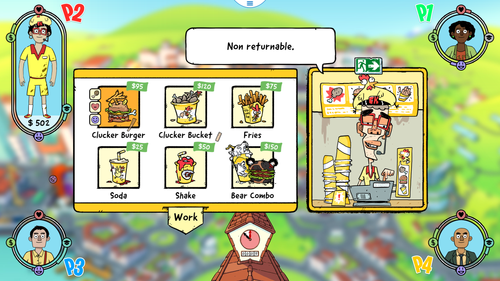 P2
P1
Non returnable.
$95
$120
$75
Clucker Burger
Clucker Bucket
Fries
$ 502
$25
$50
$150
Soda
Shake
Bear Combo
Work
P3
P4